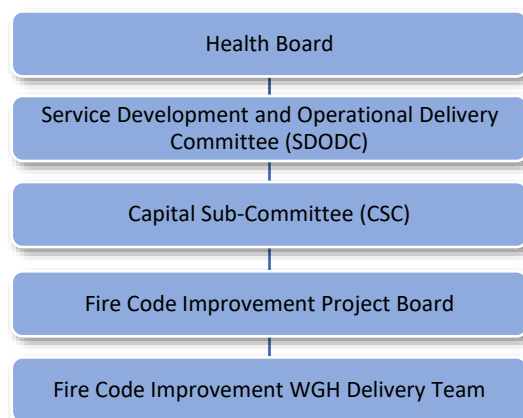 Health Board
Service Development and Operational Delivery
Committee (SDODC)
Capital Sub-Committee (CSC)
Fire Code Improvement Project Board
Fire Code Improvement WGH Delivery Team